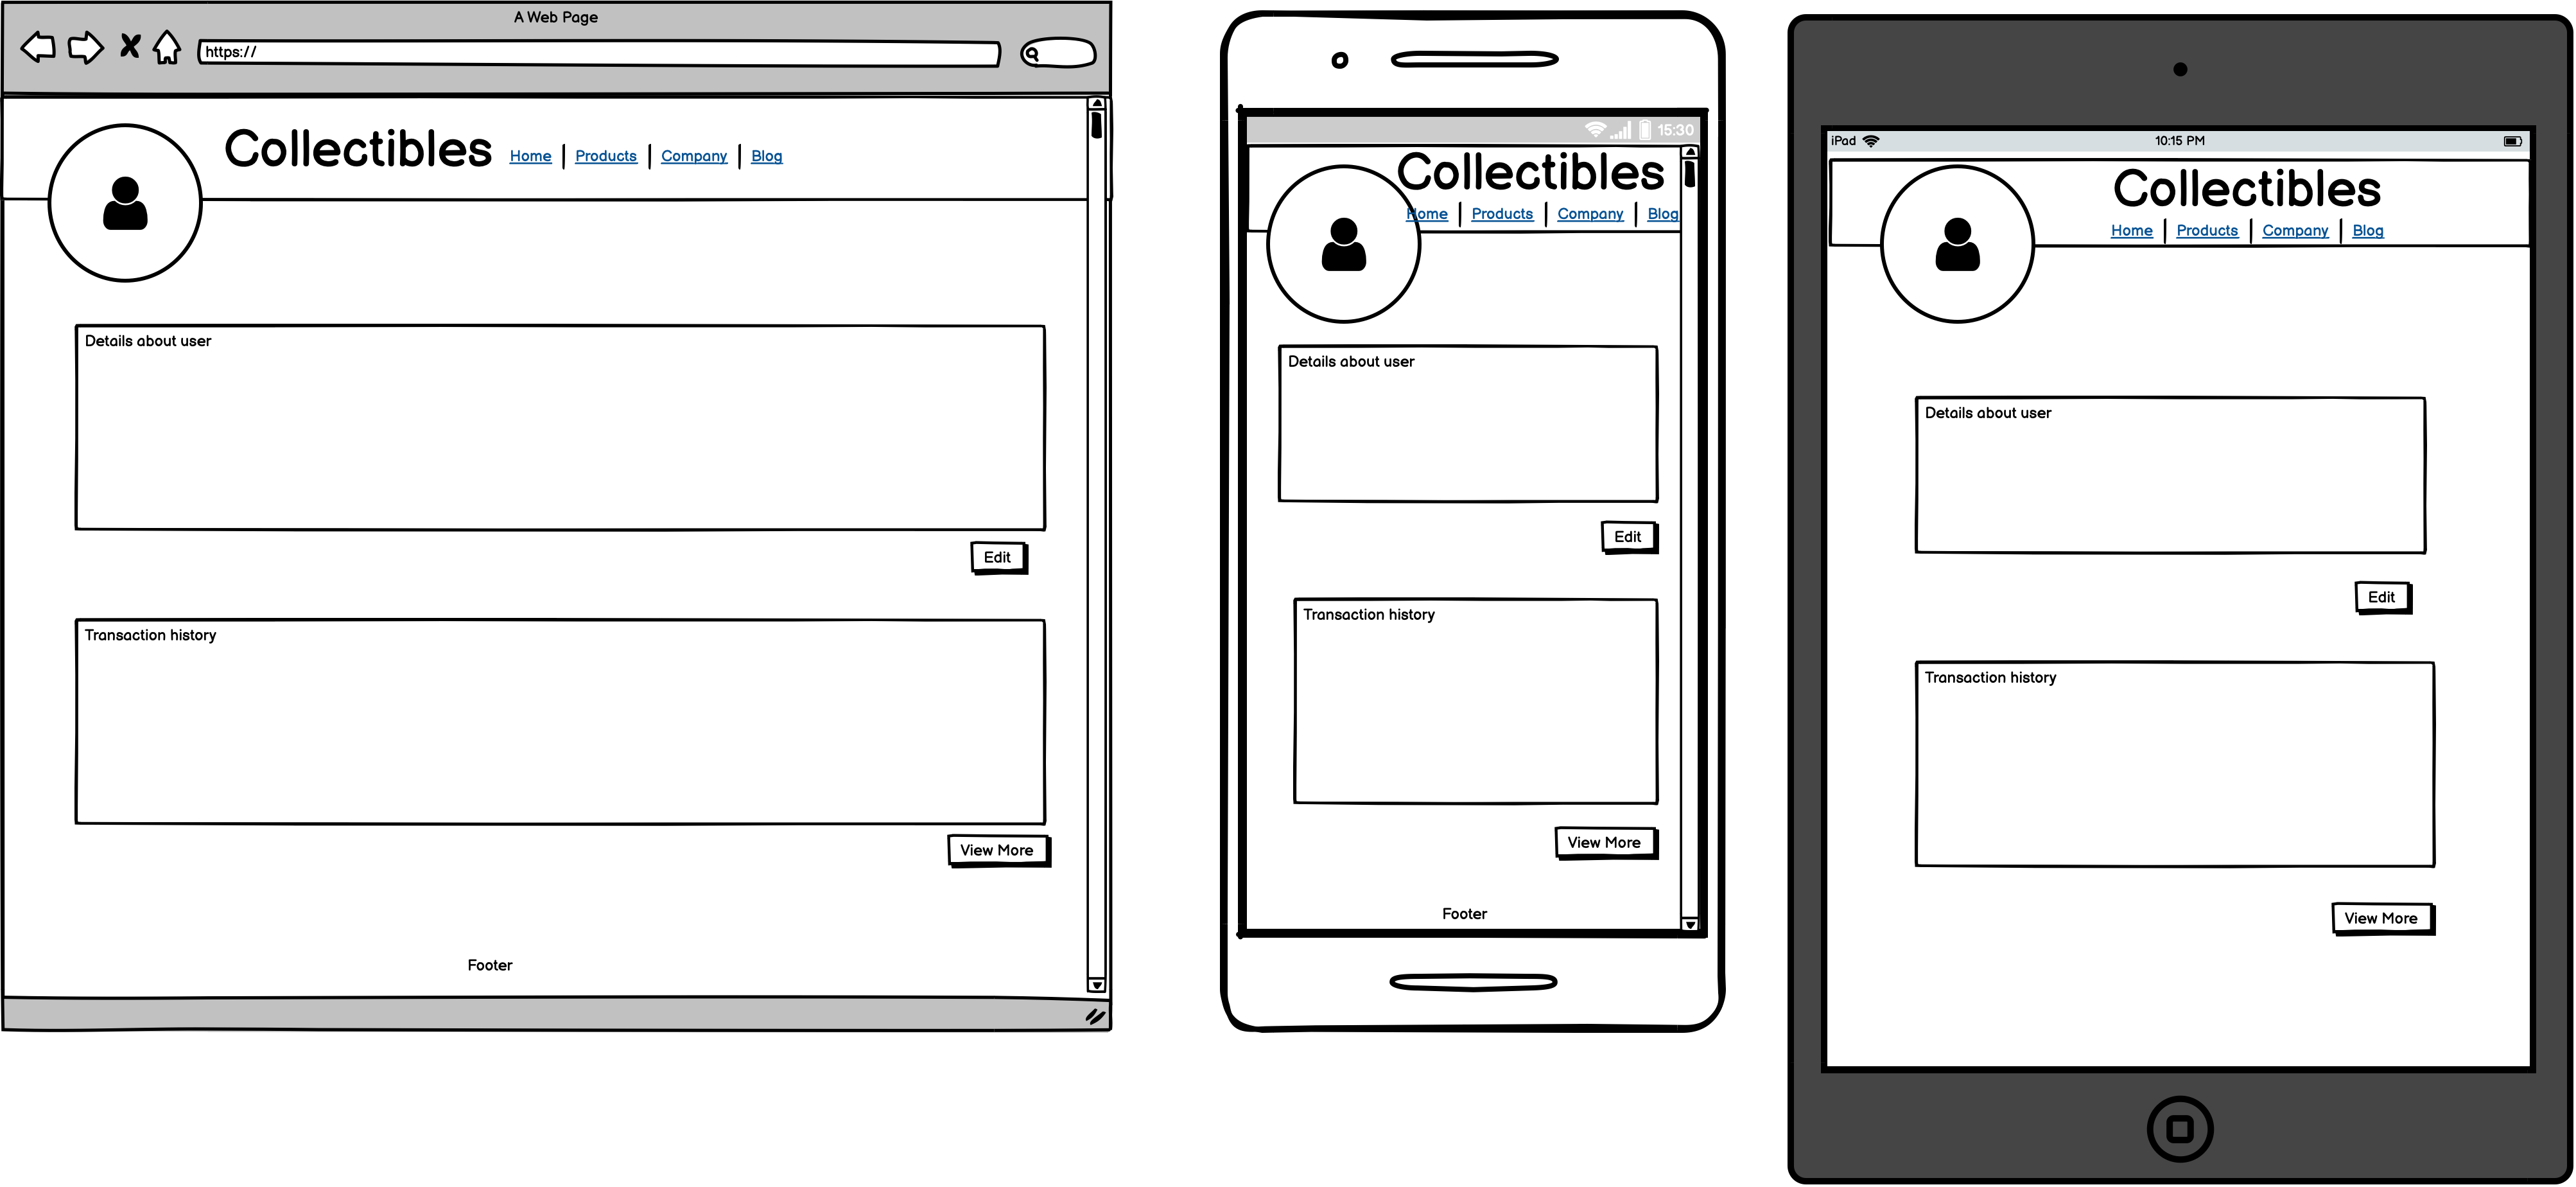 A Web Page
https://
Collectibles
Home Products Company Blog
Details about user
Edit
Transaction history
View More
Footer
15:30
Collectibles
Home Products Company Blog
Details about user
Edit
Transaction history
View More
Footer
iPad 10:15 PM
Collectibles
Home Products Company Blog
Details about user
Edit
Transaction history
View More